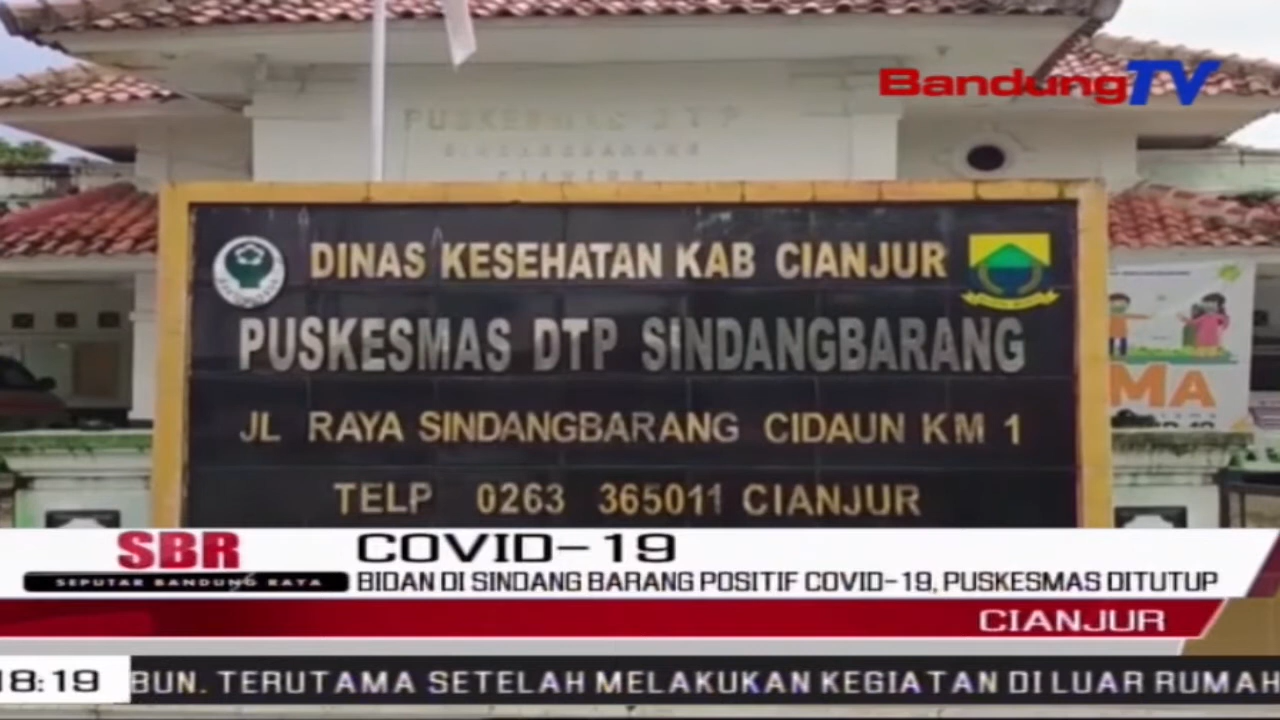 BandungTV
PUSKESMAS DTP
SINDANGBARANG
CIANJUR
DINAS KESEHATAN KAB CIANJUR
PUSKESMAS DTP SINDANGBARANG
JL RAYA SINDANGBARANG CIDAUN KM 1
TELP 0263 365011 CIANJUR
MA
SBR
SEPUTAR BANDUNG RAYA
COVID-19
BIDAN DI SINDANG BARANG POSITIF COVID-19, PUSKESMAS DITUTUP
CIANJUR
18:19
BUN. TERUTAMA SETELAH MELAKUKAN KEGIATAN DI LUAR RUMAH